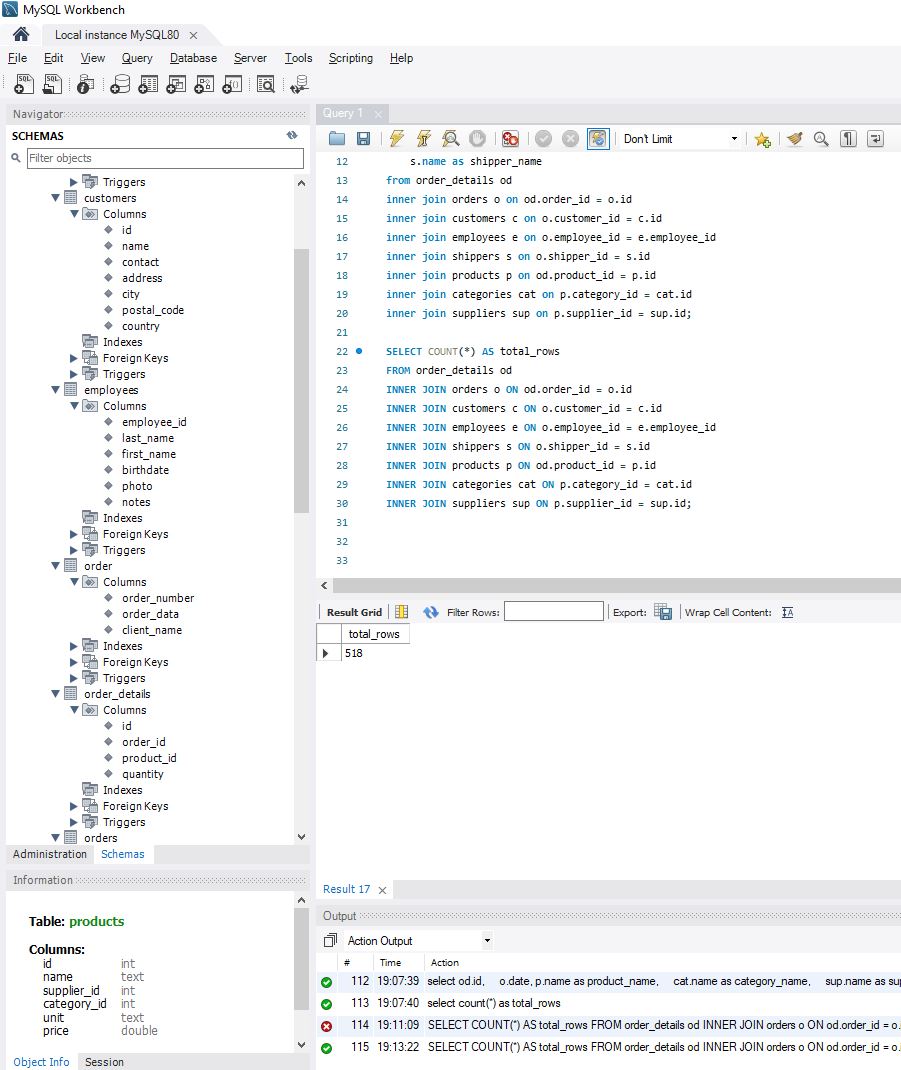 MySQL Workbench
Local instance MySQL80
File Edit View Query Database Server Tools Scripting Help
Navigator
SCHEMAS
Filter objects
Triggers
customers
Columns
id
name
contact
address
city
postal_code
country
Indexes
Foreign Keys
Triggers
employees
Columns
employee_id
last_name
first_name
birthdate
photo
notes
Indexes
Foreign Keys
Triggers
order
Columns
order_number
order_data
client_name
Indexes
Foreign Keys
Triggers
order_details
Columns
id
order_id
product_id
quantity
Indexes
Foreign Keys
Triggers
orders
Administration Schemas
Information
Table: products
Columns:
id int
name text
supplier_id int
category_id int
unit text
price double
Object Info Session
Query 1
Don't Limit
12 s.name as shipper_name
13 from order_details od
14 inner join orders o on od.order_id = o.id
15 inner join customers c on o.customer_id = c.id
16 inner join employees e on o.employee_id = e.employee_id
17 inner join shippers s on o.shipper_id = s.id
18 inner join products p on od.product_id = p.id
19 inner join categories cat on p.category_id = cat.id
20 inner join suppliers sup on p.supplier_id = sup.id;
21
22 SELECT COUNT(*) AS total_rows
23 FROM order_details od
24 INNER JOIN orders o ON od.order_id = o.id
25 INNER JOIN customers c ON o.customer_id = c.id
26 INNER JOIN employees e ON o.employee_id = e.employee_id
27 INNER JOIN shippers s ON o.shipper_id = s.id
28 INNER JOIN products p ON od.product_id = p.id
29 INNER JOIN categories cat ON p.category_id = cat.id
30 INNER JOIN suppliers sup ON p.supplier_id = sup.id;
31
32
33
Result Grid Filter Rows: Export: Wrap Cell Content:
total_rows
518
Result 17
Output
Action Output
# Time Action
112 19:07:39 select od.id, o.date, p.name as product_name, cat.name as category_name, sup.name as sup
113 19:07:40 select count(*) as total_rows
114 19:11:09 SELECT COUNT(*) AS total_rows FROM order_details od INNER JOIN orders o ON od.order_id = o.
115 19:13:22 SELECT COUNT(*) AS total_rows FROM order_details od INNER JOIN orders o ON od.order_id = o.